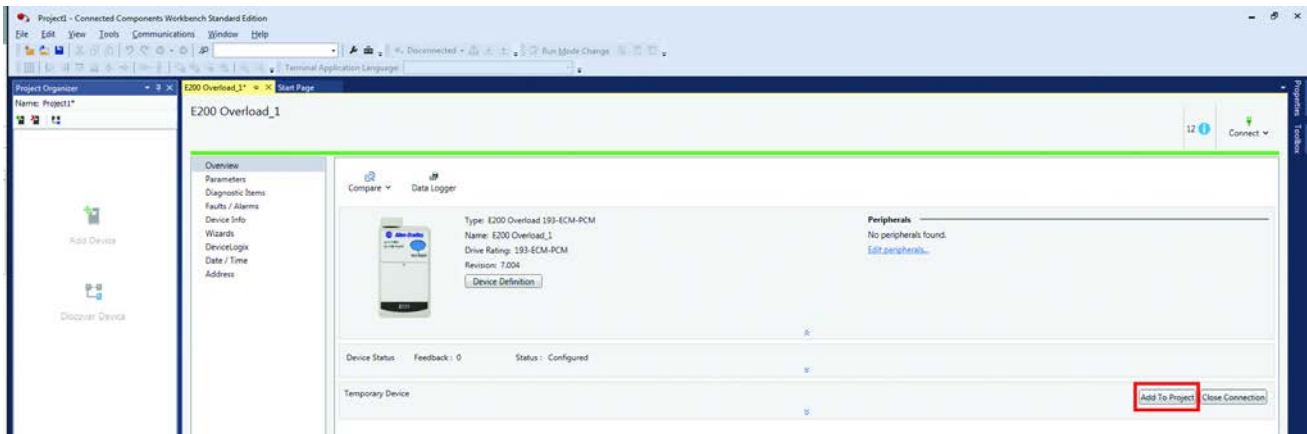 Project1 - Connected Components Workbench Standard Edition
File Edit View Tools Communications Window Help
Disconnected Run Mode Change
Terminal Application Language:
Project Organizer
E200 Overload_1* Start Page
Properties
Toolbox
Name: Project1*
E200 Overload_1
12
Connect
Overview
Parameters
Diagnostic Items
Faults / Alarms
Device Info
Wizards
DeviceLogix
Date / Time
Address
Add Device
Discover Device
Compare Data Logger
Allen-Bradley
Type: E200 Overload 193-ECM-PCM
Name: E200 Overload_1
Drive Rating: 193-ECM-PCM
Revision: 7.004
Device Definition
Peripherals
No peripherals found.
Edit peripherals...
Device Status Feedback : 0 Status : Configured
Temporary Device
Add To Project Close Connection